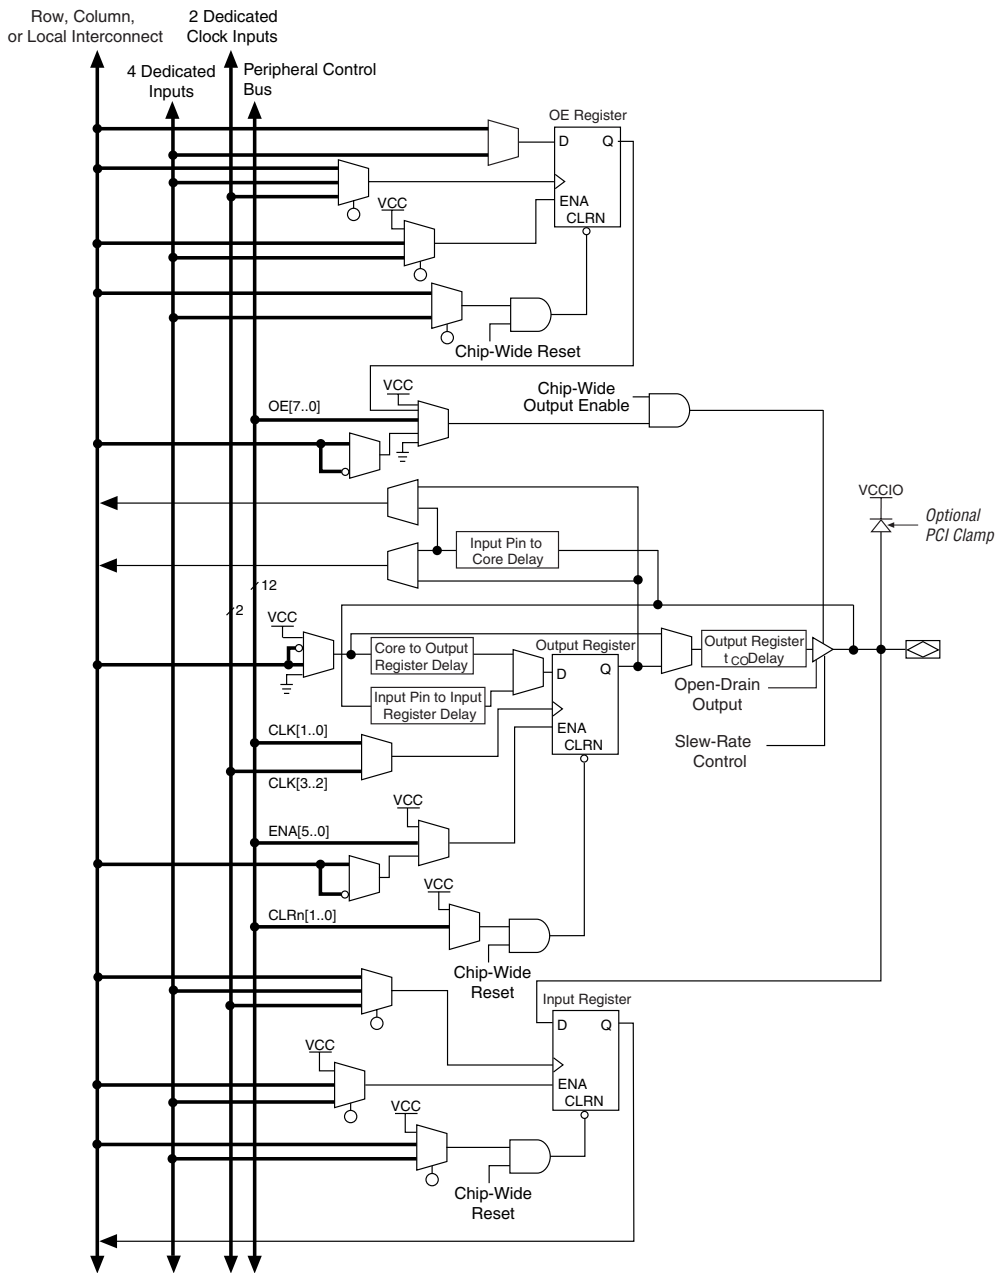 Row, Column,
or Local Interconnect
2 Dedicated
Clock Inputs
4 Dedicated
Inputs
Peripheral Control
Bus
OE Register
D
Q
ENA
CLRN
VCC
Chip-Wide Reset
VCC
OE[7..0]
Chip-Wide
Output Enable
VCCIO
Optional
PCI Clamp
Input Pin to
Core Delay
12
2
VCC
Core to Output
Register Delay
Input Pin to Input
Register Delay
Output Register
D
Q
ENA
CLRN
Output Register
t CO Delay
Open-Drain
Output
Slew-Rate
Control
CLK[1..0]
CLK[3..2]
VCC
ENA[5..0]
VCC
CLRn[1..0]
Chip-Wide
Reset
Input Register
D
Q
ENA
CLRN
VCC
VCC
Chip-Wide
Reset